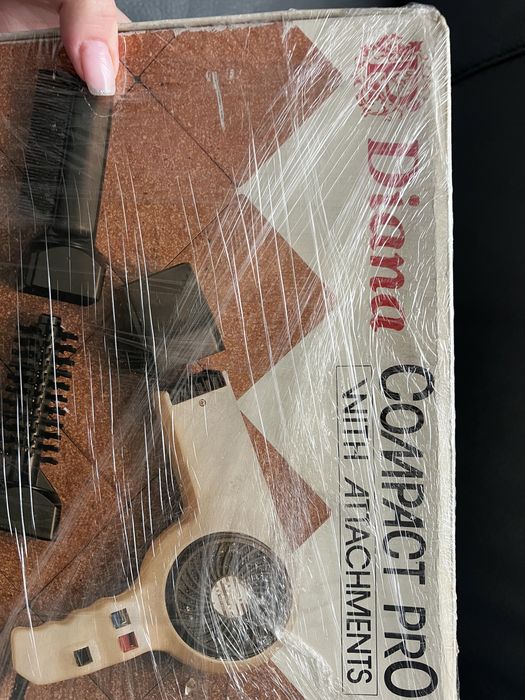 Diana
COMPACT PRO
WITH ATTACHMENTS